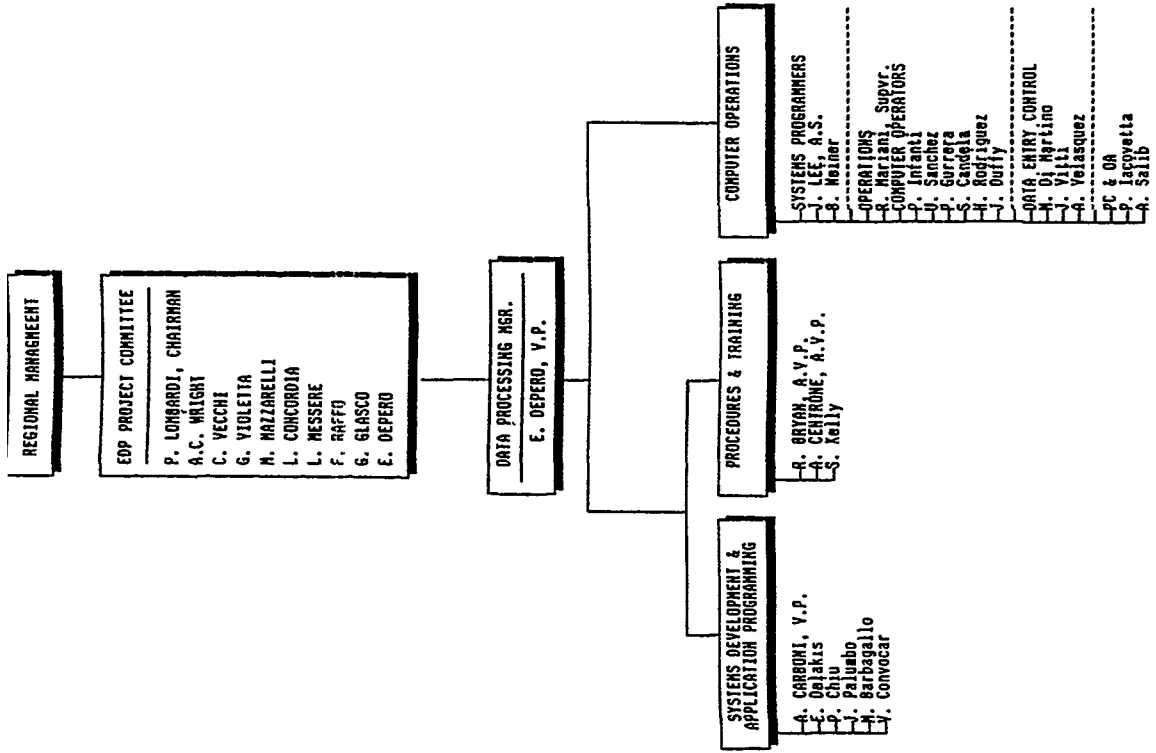 REGIONAL MANAGMEENT
EDP PROJECT COMMITTEE
P. LOMBARDI, CHAIRMAN
A.C. WRIGHT
C. VECCHI
G. VIOLETTA
M. MAZZARELLI
L. CONCORDIA
L. MESSERE
F. RAFFO
G. GLASCO
E. DEPERO
DATA PROCESSING MGR.
E. DEPERO, V.P.
SYSTEMS DEVELOPMENT &
APPLICATION PROGRAMMING
A. CARBONI, V.P.
E. Dalakis
P. Chiu
J. Palumbo
M. Barbagallo
V. Convocar
PROCEDURES & TRAINING
R. BRYAN, A.V.P.
A. CENTRONE, A.V.P.
S. Kelly
COMPUTER OPERATIONS
SYSTEMS PROGRAMMERS
J. LEE, A.S.
B. Meiner
OPERATIONS
R. Mariani, Supvr.
COMPUTER OPERATORS
P. Infanti
U. Sanchez
P. Gurrera
S. Candela
H. Rodriguez
J. Duffy
DATA ENTRY CONTROL
M. Di Martino
J. Vitti
A. Velasquez
PC & OA
P. Iacovetta
A. Salib